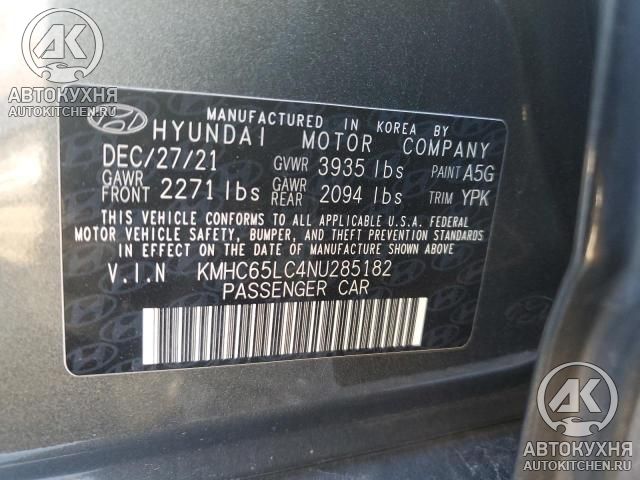 AK
АВТОКУХНЯ
AUTOKITCHEN.RU
MANUFACTURED IN KOREA BY
HYUNDAI MOTOR COMPANY
DEC/27/21 GVWR 3935 lbs PAINT A5G
GAWR FRONT 2271 lbs GAWR REAR 2094 lbs TRIM YPK
THIS VEHICLE CONFORMS TO ALL APPLICABLE U.S.A. FEDERAL
MOTOR VEHICLE SAFETY, BUMPER, AND THEFT PREVENTION STANDARDS
IN EFFECT ON THE DATE OF MANUFACTURE SHOWN ABOVE
V.I.N KMHC65LC4NU285182
PASSENGER CAR
AK
АВТОКУХНЯ
AUTOKITCHEN.RU